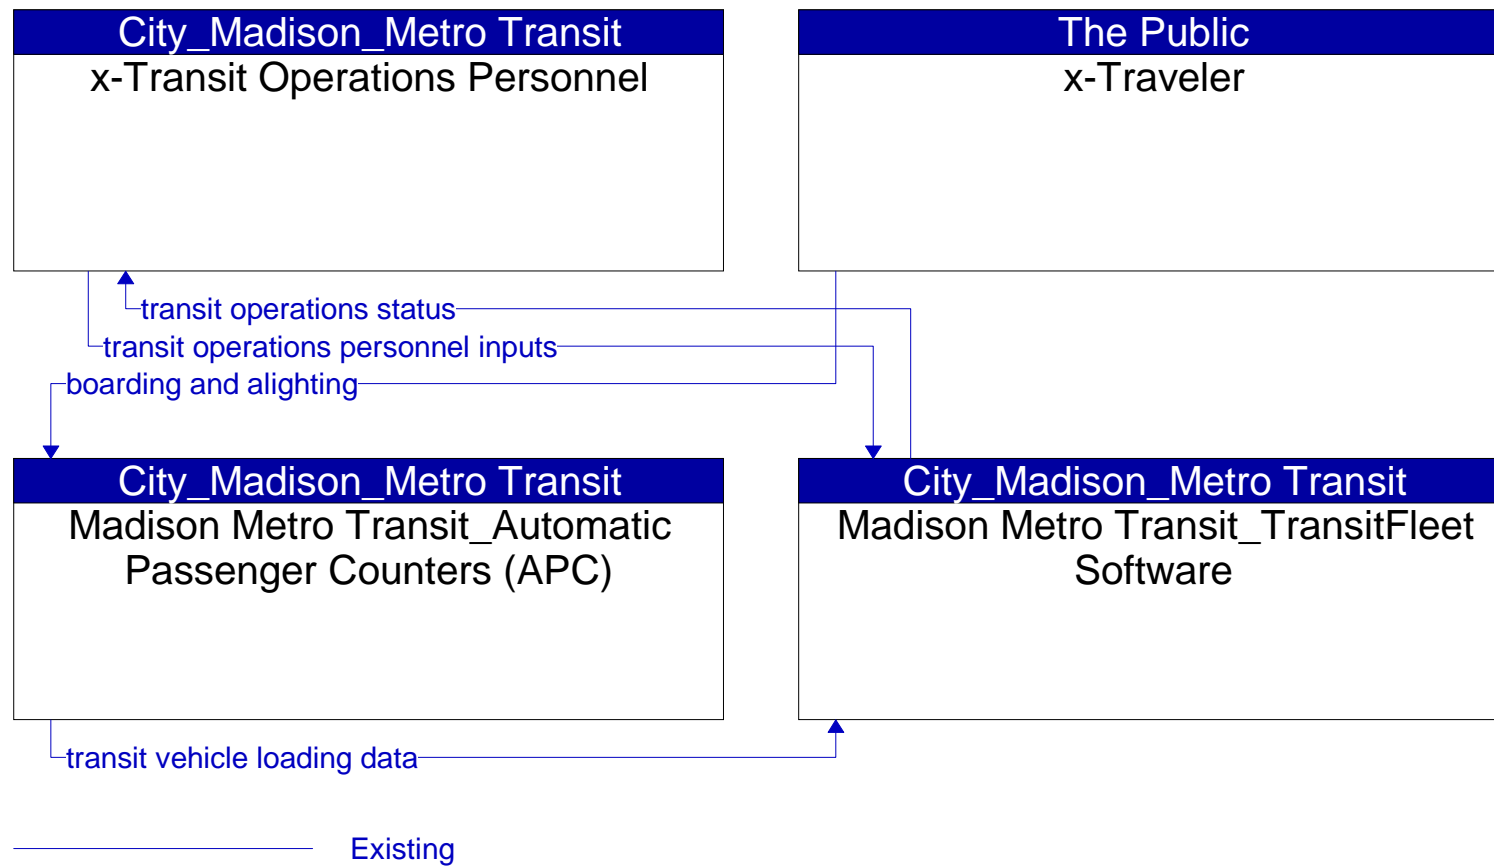 City_Madison_Metro Transit
x-Transit Operations Personnel
The Public
x-Traveler
transit operations status
transit operations personnel inputs
boarding and alighting
City_Madison_Metro Transit
Madison Metro Transit_Automatic
Passenger Counters (APC)
City_Madison_Metro Transit
Madison Metro Transit_TransitFleet
Software
transit vehicle loading data
Existing